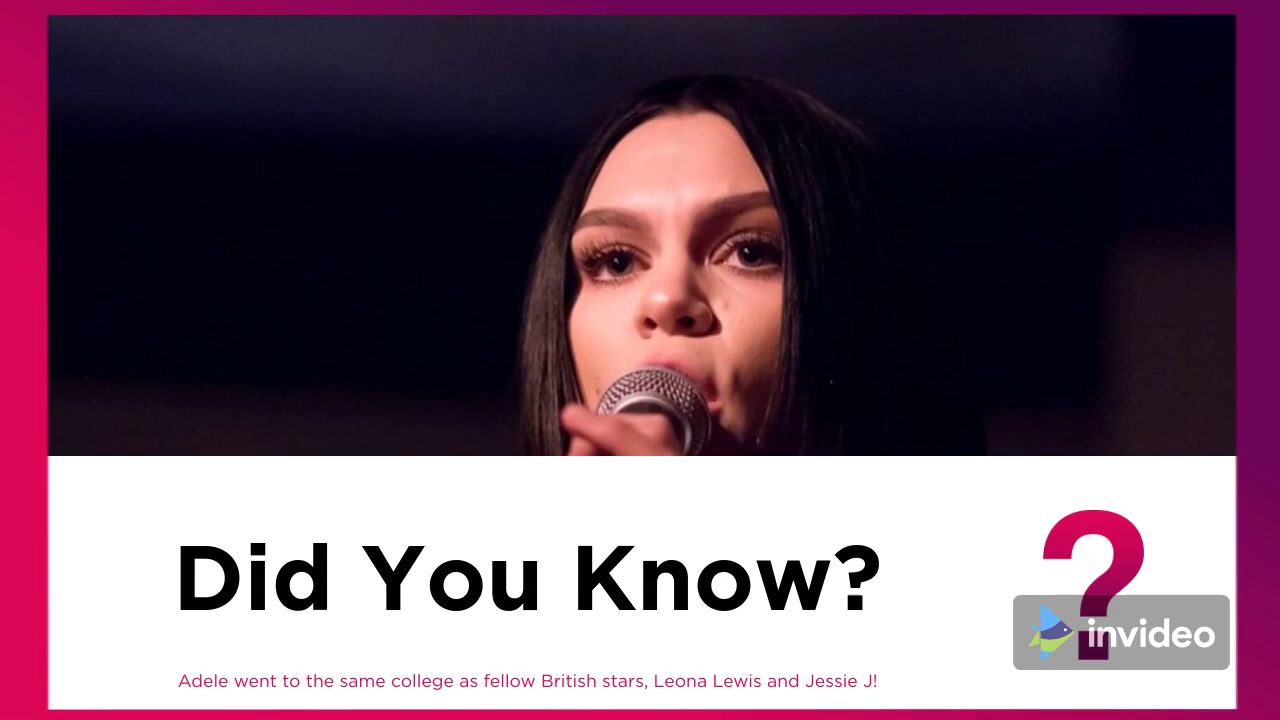 Did You Know?
?
invideo
Adele went to the same college as fellow British stars, Leona Lewis and Jessie J!